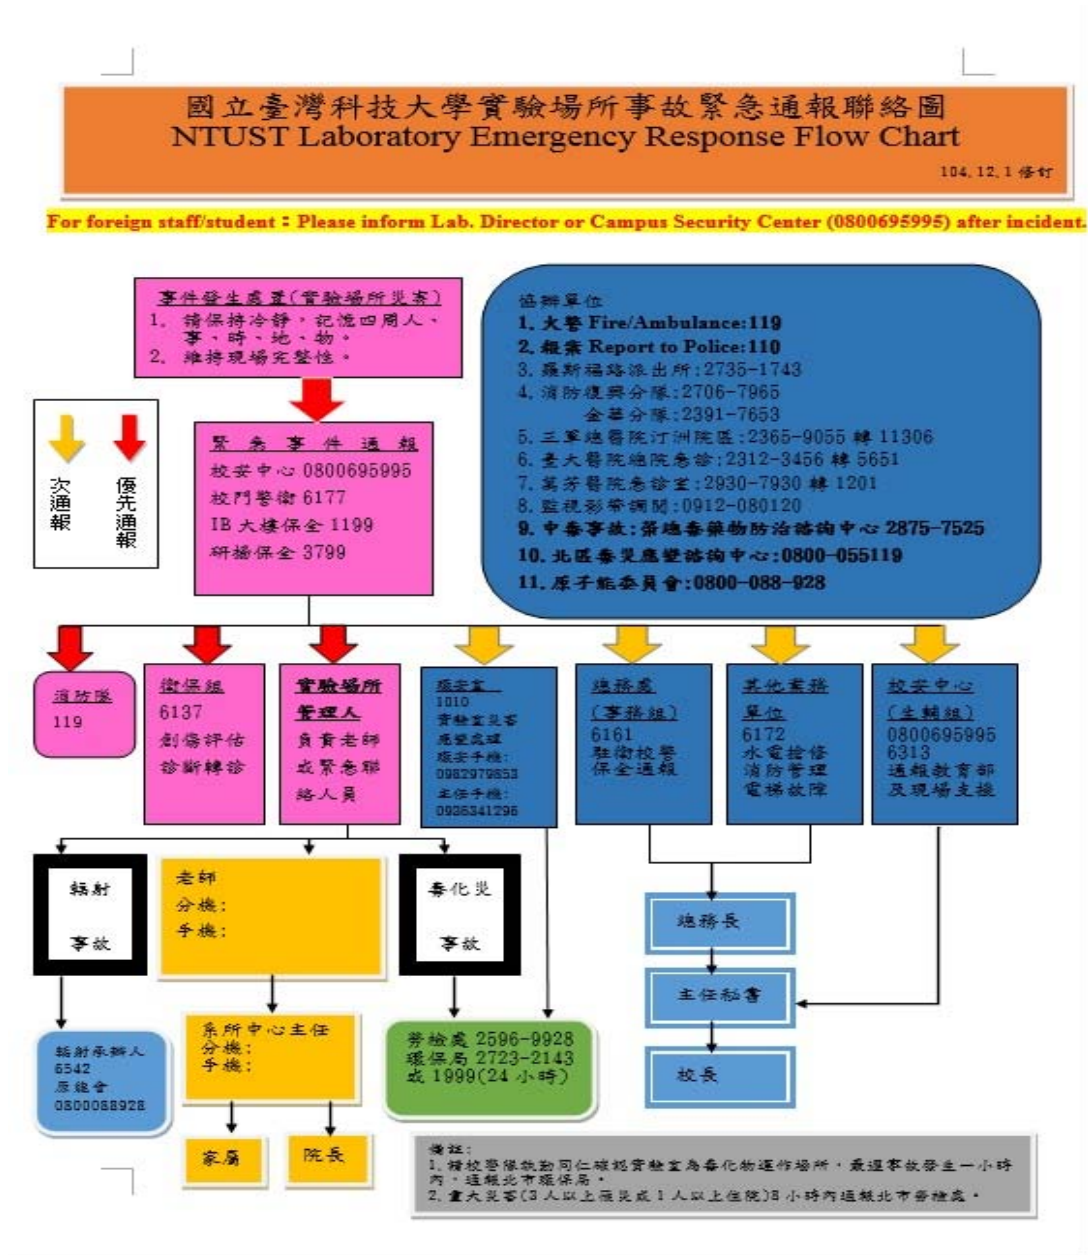 國立臺灣科技大學實驗場所事故緊急通報聯絡圖
NTUST Laboratory Emergency Response Flow Chart
104.12.1 修訂
For foreign staff/student：Please inform Lab. Director or Campus Security Center (0800695995) after incident.
事件發生處置(實驗場所災害)
1. 請保持冷靜，記憶四周人、
事、時、地、物。
2. 維持現場完整性。
協辦單位
1. 火警 Fire/Ambulance:119
2. 報案 Report to Police:110
3. 羅斯福路派出所:2735-1743
4. 消防復興分隊:2706-7965
金華分隊:2391-7653
5. 三軍總醫院汀洲院區:2365-9055 轉 11306
6. 臺大醫院總院急診:2312-3456 轉 5651
7. 萬芳醫院急診室:2930-7930 轉 1201
8. 監視影帶調閱:0912-080120
9. 中毒事故:榮總毒藥物防治諮詢中心 2875-7525
10. 北區毒災應變諮詢中心:0800-055119
11. 原子能委員會:0800-088-928
次通報
優先通報
緊急事件通報
校安中心 0800695995
校門警衛 6177
IB 大樓保全 1199
研揚保全 3799
消防隊
119
衛保組
6137
創傷評估
診斷轉診
實驗場所
管理人
負責老師
或緊急聯
絡人員
環安室
1010
實驗室災害
應變處理
環安手機:
0982979853
主任手機:
0936341296
總務處
(事務組)
6161
駐衛校警
保全通報
其他業務
單位
6172
水電搶修
消防管理
電梯故障
校安中心
(生輔組)
0800695995
6313
通報教育部
及現場支援
輻射
事故
老師
分機:
手機:
毒化災
事故
總務長
主任秘書
校長
輻射承辦人
6542
原能會
0800088928
系所中心主任
分機:
手機:
勞檢處 2596-9928
環保局 2723-2143
或 1999(24 小時)
家屬
院長
備註:
1. 請校警隊執勤同仁確認實驗室為毒化物運作場所，最遲事故發生一小時
內，通報北市環保局。
2. 重大災害(3 人以上罹災或 1 人以上住院)8 小時內通報北市勞檢處。